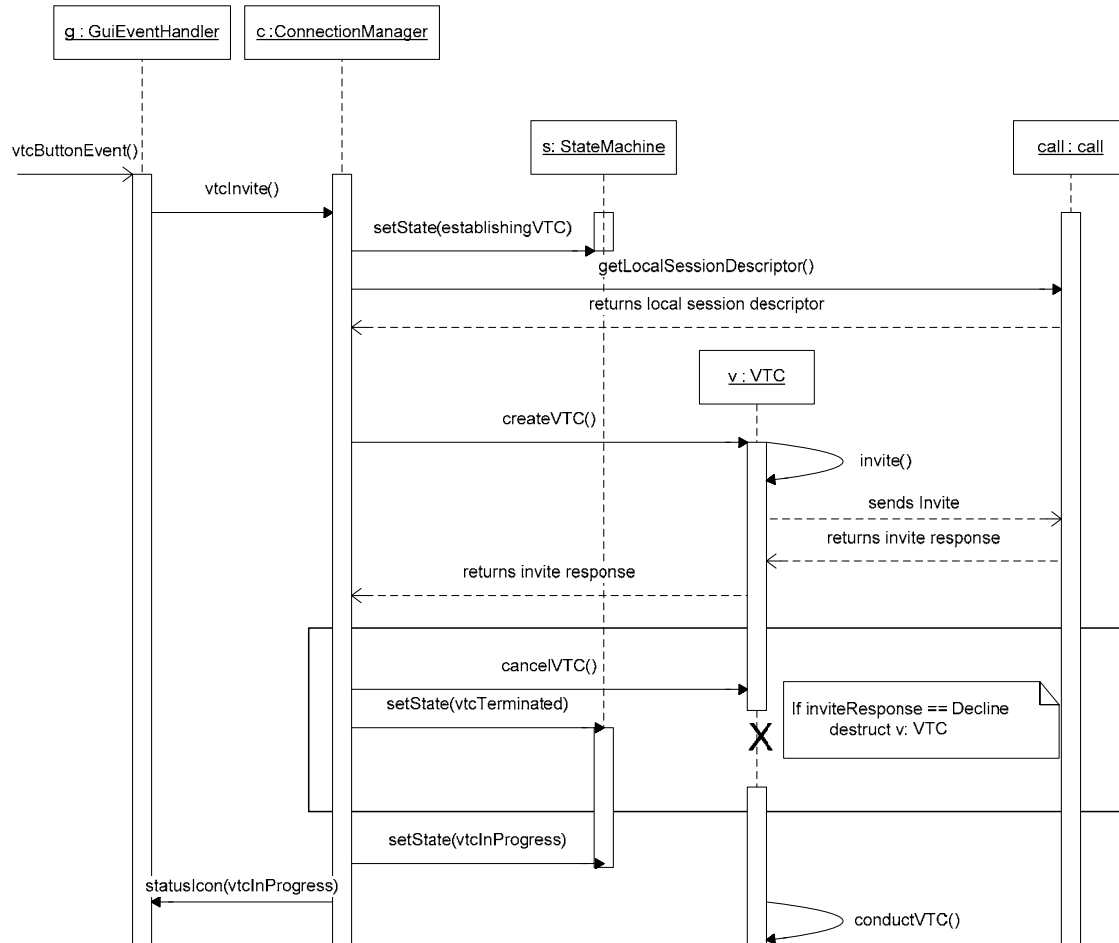 g : GuiEventHandler
c :ConnectionManager
s: StateMachine
call : call
vtcButtonEvent()
vtcInvite()
setState(establishingVTC)
getLocalSessionDescriptor()
returns local session descriptor
v : VTC
createVTC()
invite()
sends Invite
returns invite response
returns invite response
cancelVTC()
setState(vtcTerminated)
If inviteResponse == Decline
destruct v: VTC
X
setState(vtcInProgress)
statusIcon(vtcInProgress)
conductVTC()